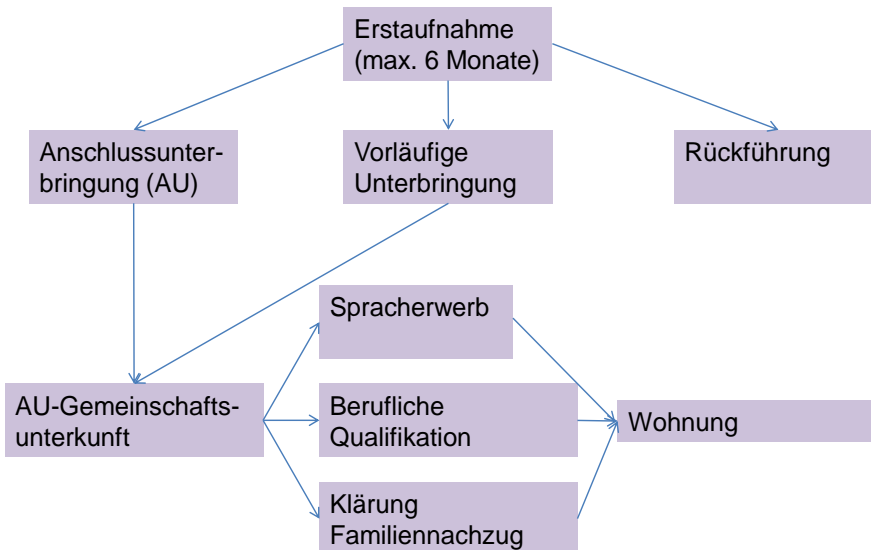 Erstaufnahme
(max. 6 Monate)
Anschlussunter-
bringung (AU)
Vorläufige
Unterbringung
Rückführung
Spracherwerb
AU-Gemeinschafts-
unterkunft
Berufliche
Qualifikation
Wohnung
Klärung
Familiennachzug